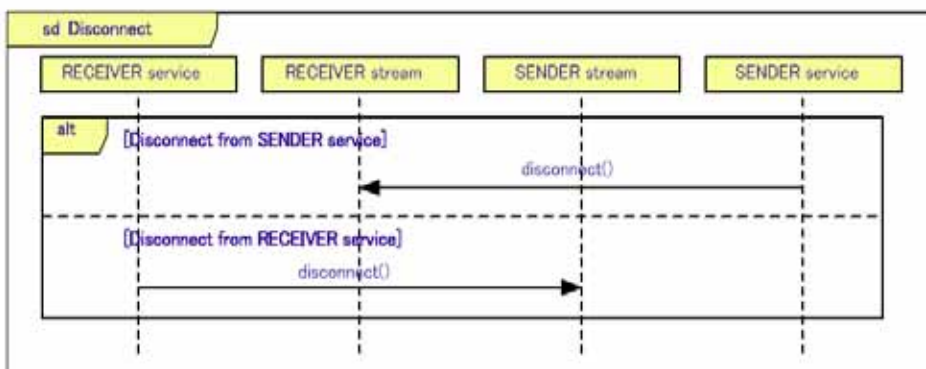 sd Disconnect
RECEIVER service
RECEIVER stream
SENDER stream
SENDER service
alt
[Disconnect from SENDER service]
disconnect()
[Disconnect from RECEIVER service]
disconnect()